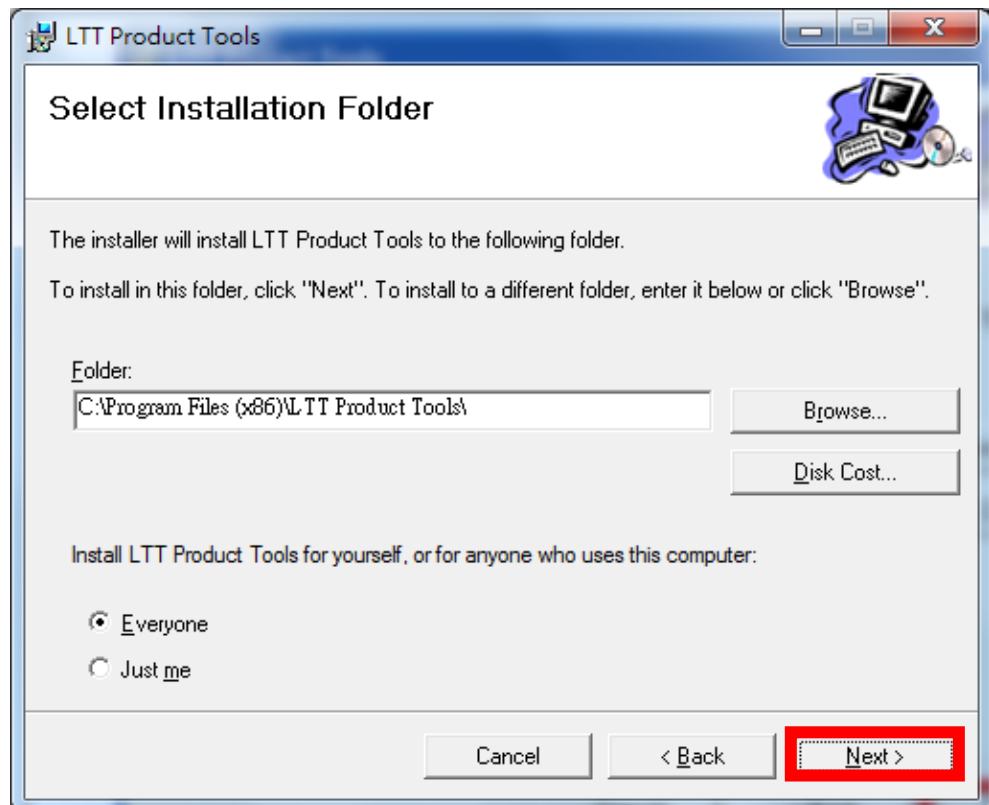 LTT Product Tools
Select Installation Folder
The installer will install LTT Product Tools to the following folder.
To install in this folder, click "Next". To install to a different folder, enter it below or click "Browse".
Folder:
C:\Program Files (x86)\LTT Product Tools\
Browse...
Disk Cost...
Install LTT Product Tools for yourself, or for anyone who uses this computer:
Everyone
Just me
Cancel
< Back
Next >